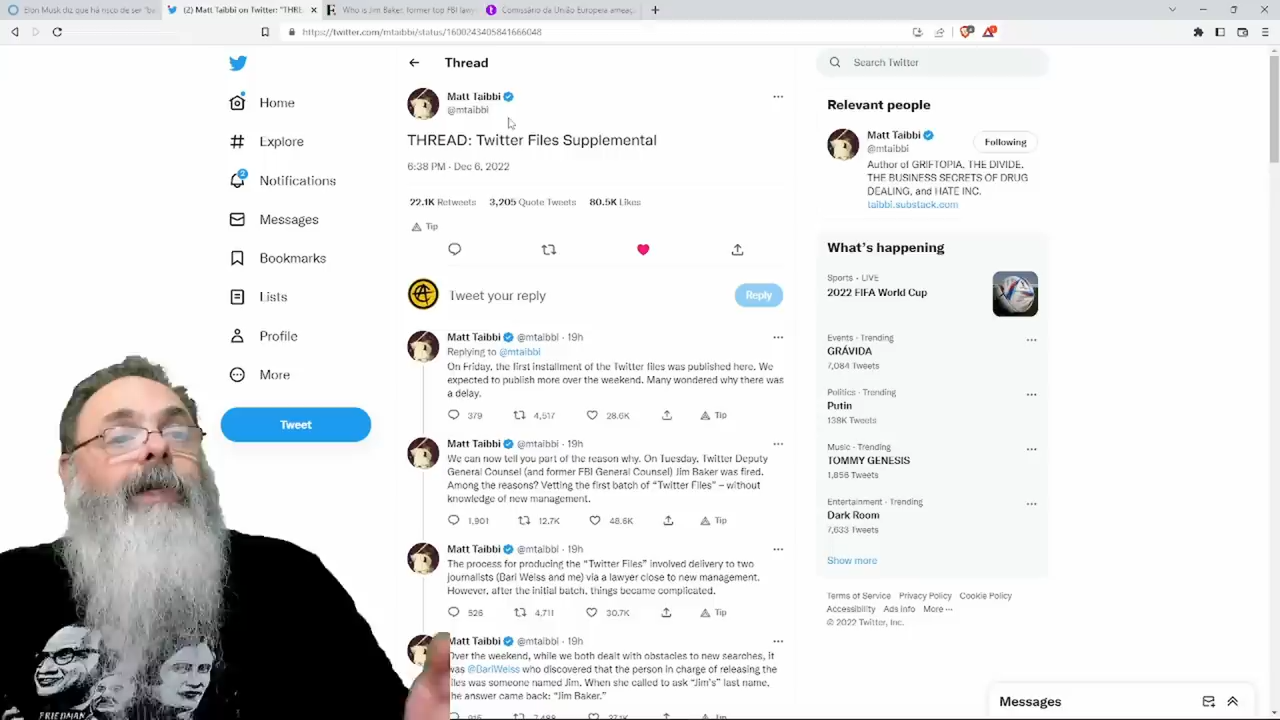 Elon Musk diz que há risco de ser "ba
(2) Matt Taibbi on Twitter: "THRE
Who is Jim Baker, former top FBI lawy
Comissário da União Europeia ameaç
https://twitter.com/mtaibbi/status/1600243405841666048
Home
Explore
2
Notifications
Messages
Bookmarks
Lists
Profile
More
Tweet
Thread
Matt Taibbi
@mtaibbi
THREAD: Twitter Files Supplemental
6:38 PM · Dec 6, 2022
22.1K Retweets 3,205 Quote Tweets 80.5K Likes
Tip
Tweet your reply
Reply
Matt Taibbi @mtaibbi · 19h
Replying to @mtaibbi
On Friday, the first installment of the Twitter files was published here. We
expected to publish more over the weekend. Many wondered why there was
a delay.
379 4,517 28.6K Tip
Matt Taibbi @mtaibbi · 19h
We can now tell you part of the reason why. On Tuesday, Twitter Deputy
General Counsel (and former FBI General Counsel) Jim Baker was fired.
Among the reasons? Vetting the first batch of "Twitter Files" – without
knowledge of new management.
1,901 12.7K 48.6K Tip
Matt Taibbi @mtaibbi · 19h
The process for producing the "Twitter Files" involved delivery to two
journalists (Bari Weiss and me) via a lawyer close to new management.
However, after the initial batch, things became complicated.
526 4,711 30.7K Tip
Matt Taibbi @mtaibbi · 19h
Over the weekend, while we both dealt with obstacles to new searches, it
was @BariWeiss who discovered that the person in charge of releasing the
files was someone named Jim. When she called to ask "Jim's" last name,
he answer came back: "Jim Baker."
Search Twitter
Relevant people
Matt Taibbi
@mtaibbi
Following
Author of GRIFTOPIA, THE DIVIDE,
THE BUSINESS SECRETS OF DRUG
DEALING, and HATE INC.
taibbi.substack.com
What's happening
Sports · LIVE
2022 FIFA World Cup
Events · Trending
GRÁVIDA
7,084 Tweets
Politics · Trending
Putin
138K Tweets
Music · Trending
TOMMY GENESIS
1,856 Tweets
Entertainment · Trending
Dark Room
7,633 Tweets
Show more
Terms of Service Privacy Policy Cookie Policy
Accessibility Ads info More ···
© 2022 Twitter, Inc.
Messages
FRIEDMAN